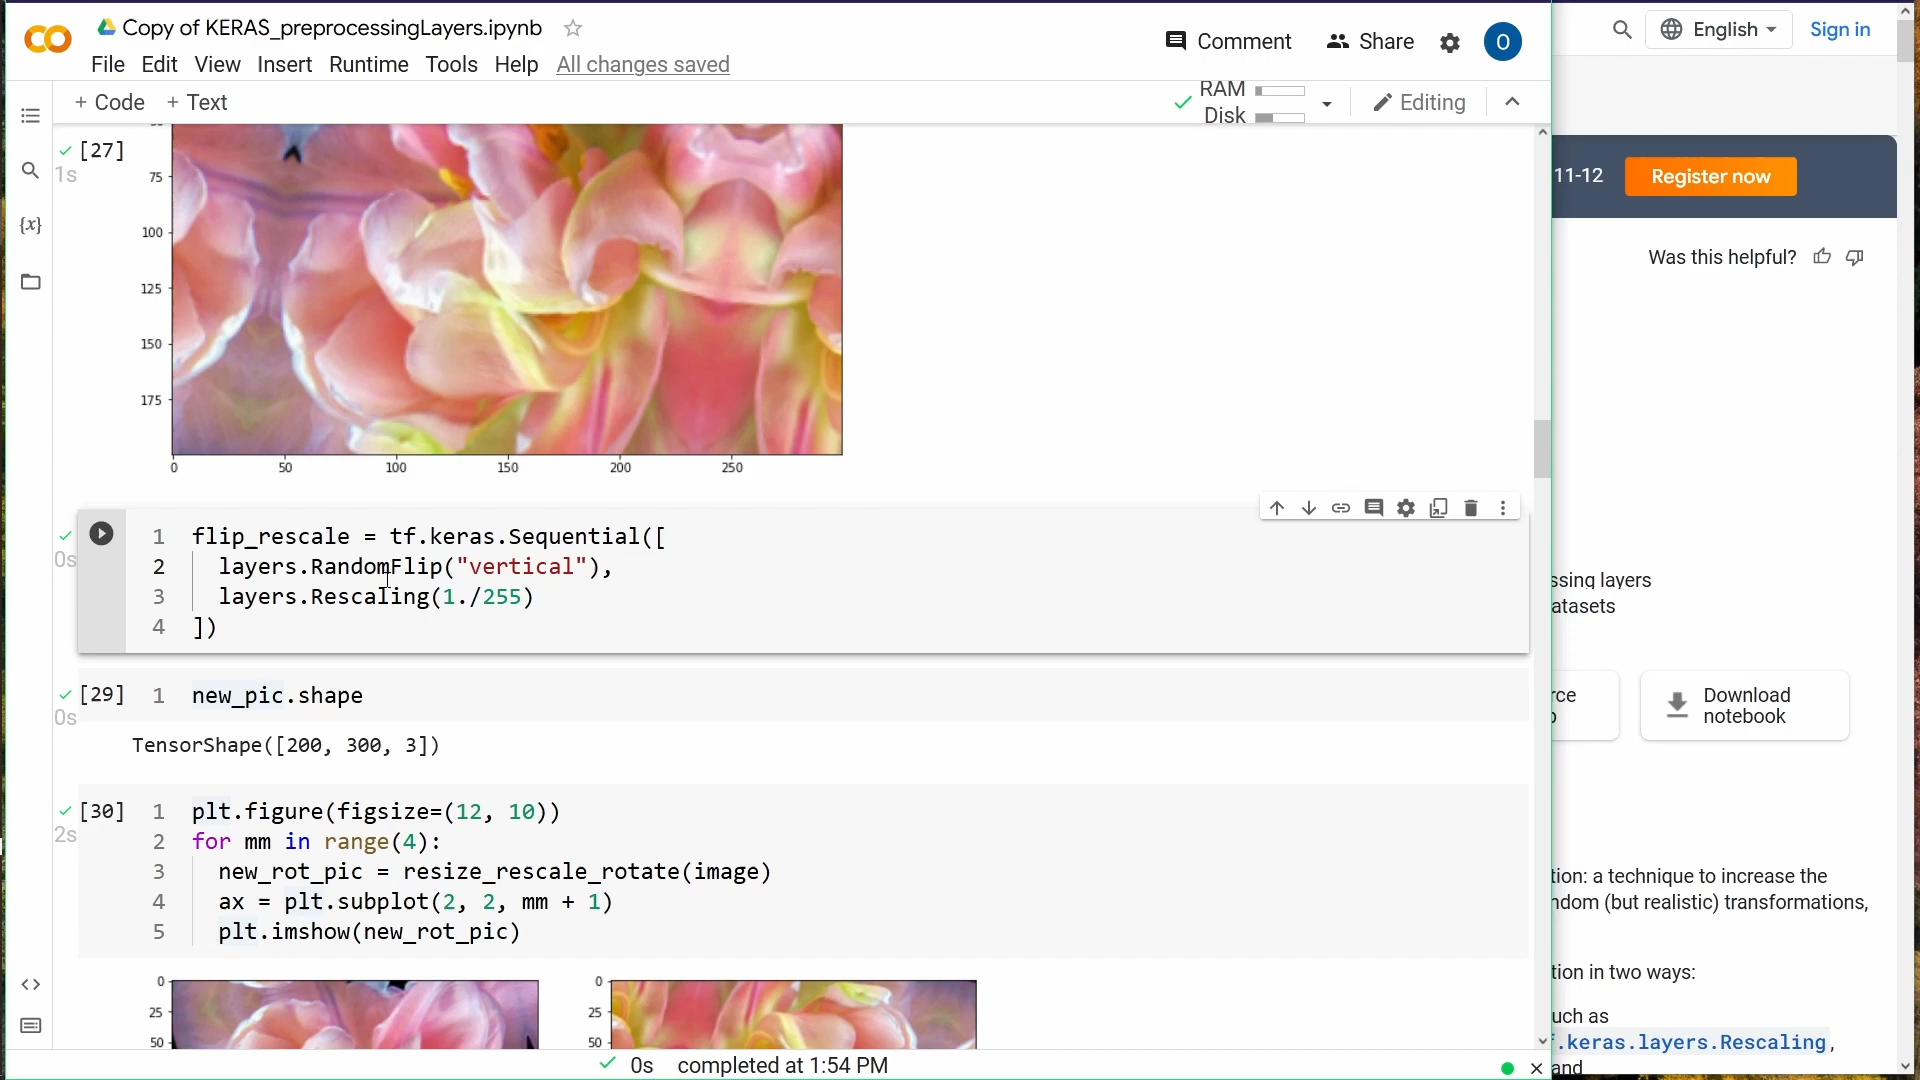 Copy of KERAS_preprocessingLayers.ipynb
Comment
Share
O
English
Sign in
File Edit View Insert Runtime Tools Help All changes saved
+ Code + Text
RAM
Disk
Editing
[27]
1s
75
100
125
150
175
0 50 100 150 200 250
11-12
Register now
Was this helpful?
0s
1 flip_rescale = tf.keras.Sequential([
2 layers.RandomFlip("vertical"),
3 layers.Rescaling(1./255)
4 ])
ssing layers
atasets
[29] 1 new_pic.shape
0s
TensorShape([200, 300, 3])
Download
notebook
[30] 1 plt.figure(figsize=(12, 10))
2s
2 for mm in range(4):
3 new_rot_pic = resize_rescale_rotate(image)
4 ax = plt.subplot(2, 2, mm + 1)
5 plt.imshow(new_rot_pic)
tion: a technique to increase the
ndom (but realistic) transformations,
tion in two ways:
uch as
.keras.layers.Rescaling,
and
0
25
50
0
25
50
0s completed at 1:54 PM